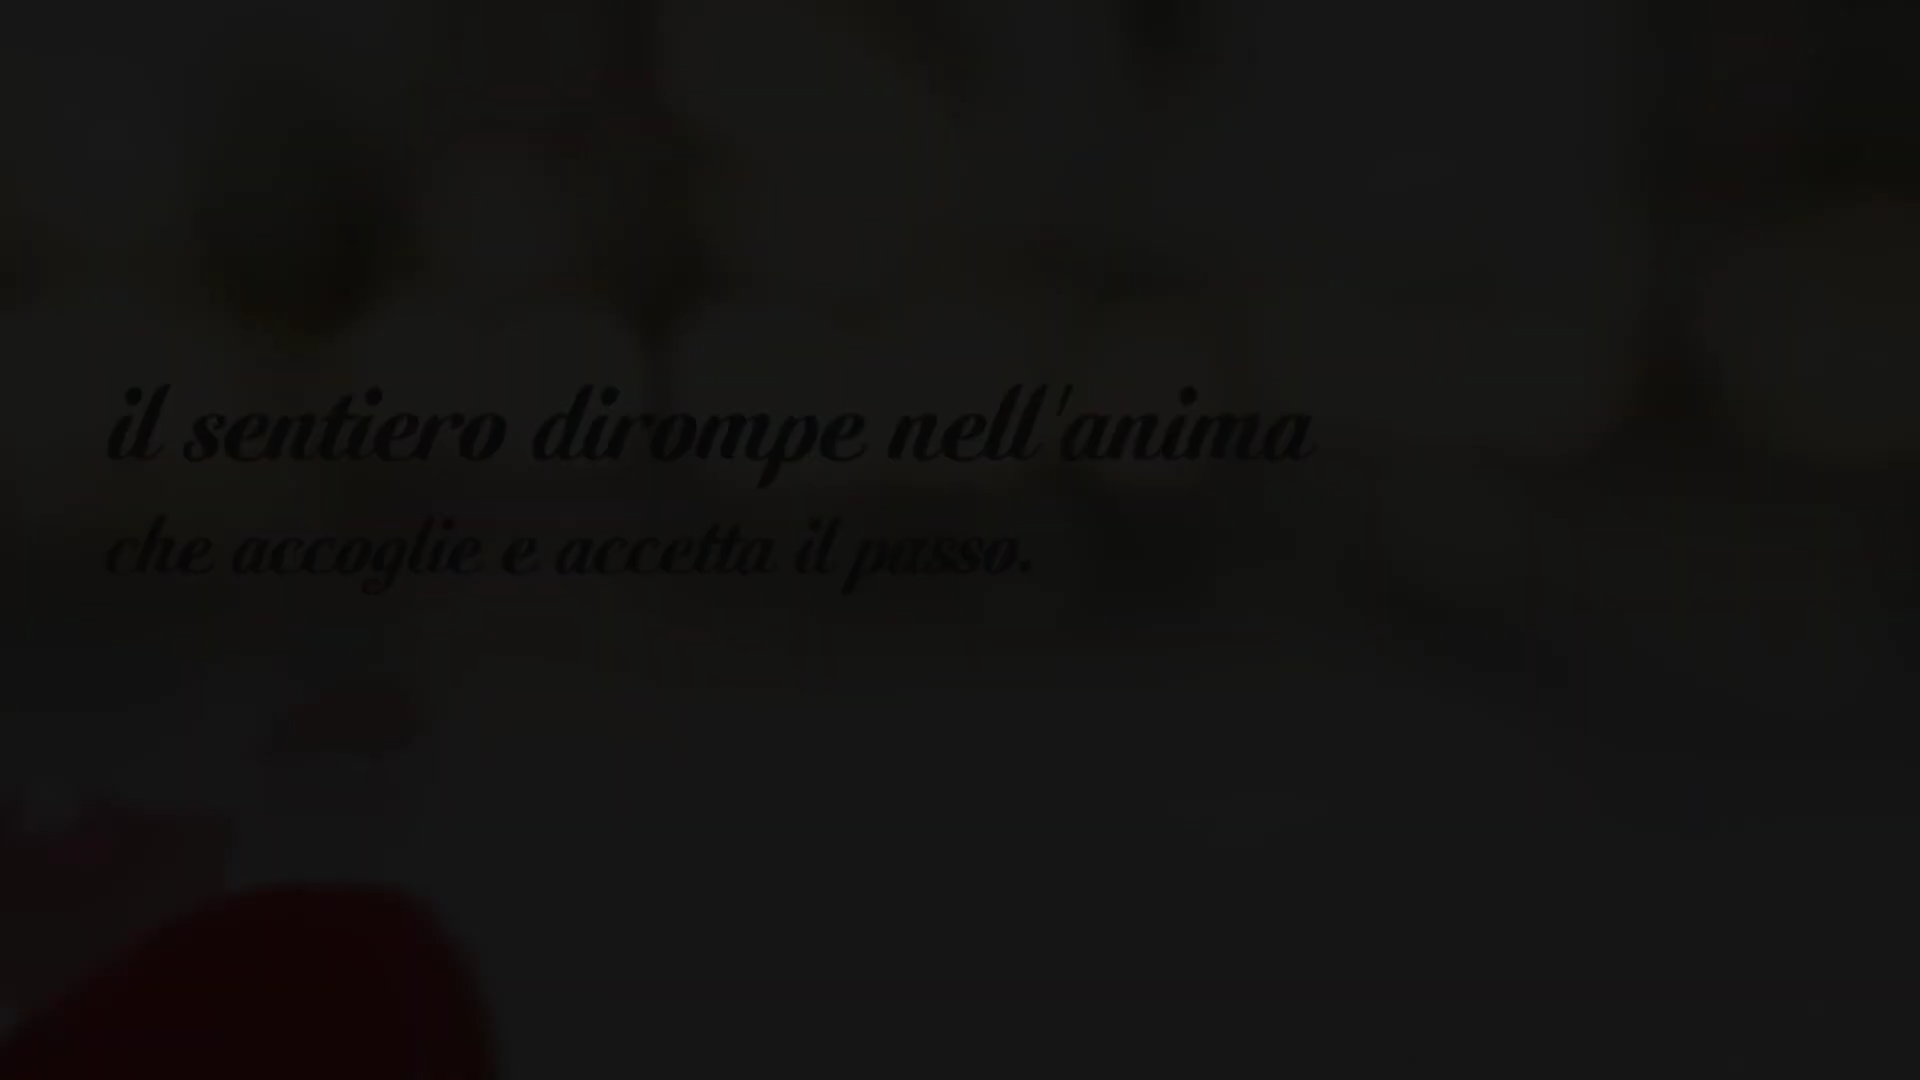 il sentiero dirompe nell'anima
che accoglie e accetta il passo.